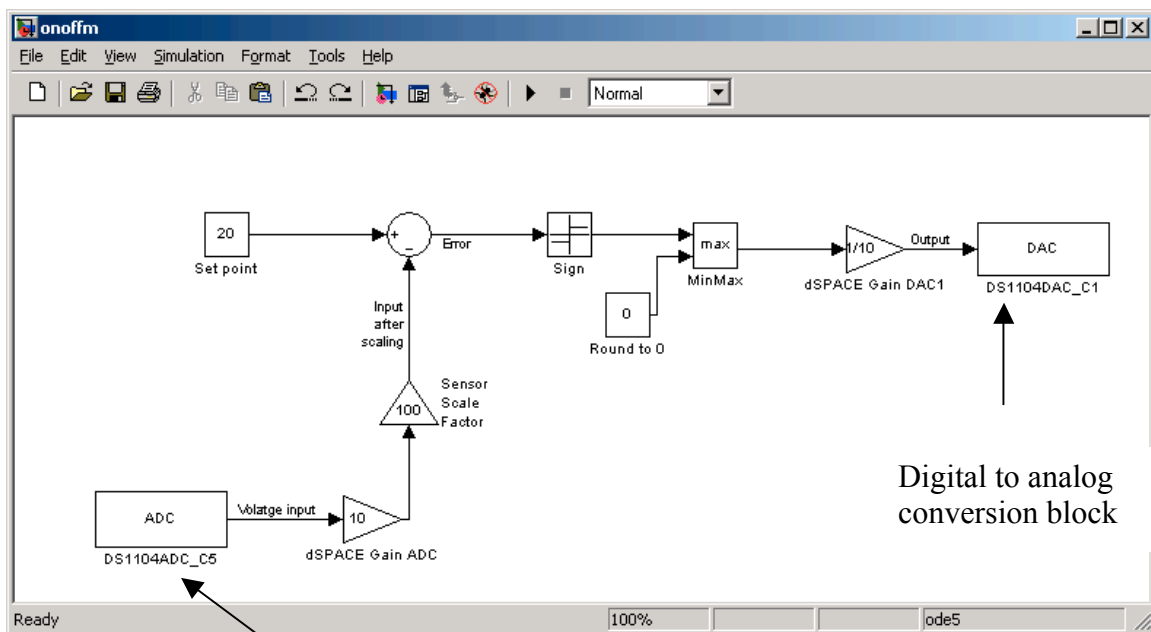 onoffm
File Edit View Simulation Format Tools Help
Normal
20
Set point
+
-
Error
Sign
max
MinMax
0
Round to 0
1/10
dSPACE Gain DAC1
Output
DAC
DS1104DAC_C1
Input
after
scaling
100
Sensor
Scale
Factor
ADC
DS1104ADC_C5
Volatge input
10
dSPACE Gain ADC
Digital to analog
conversion block
Ready 100% ode5